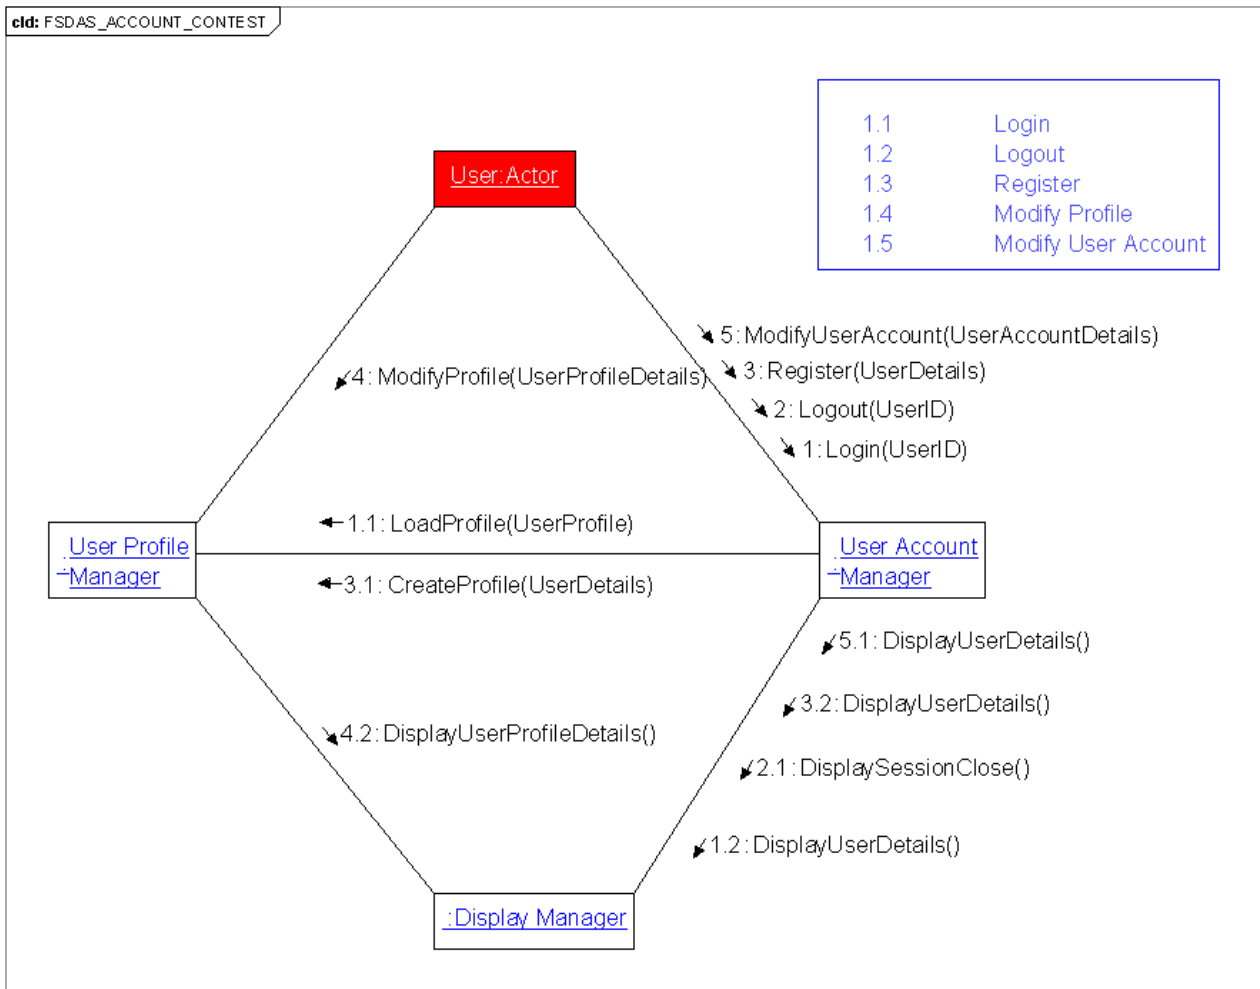 cld: FSDAS_ACCOUNT_CONTEST
1.1 Login
1.2 Logout
1.3 Register
1.4 Modify Profile
1.5 Modify User Account
User:Actor
5:ModifyUserAccount(UserAccountDetails)
4: ModifyProfile(UserProfileDetails)
3:Register(UserDetails)
2: Logout(UserID)
1:Login(UserID)
1.1: LoadProfile(UserProfile)
:User Profile
Manager
:User Account
Manager
3.1: CreateProfile(UserDetails)
5.1: DisplayUserDetails()
3.2: DisplayUserDetails()
4.2: DisplayUserProfileDetails()
2.1: DisplaySessionClose()
1.2: DisplayUserDetails()
:Display Manager